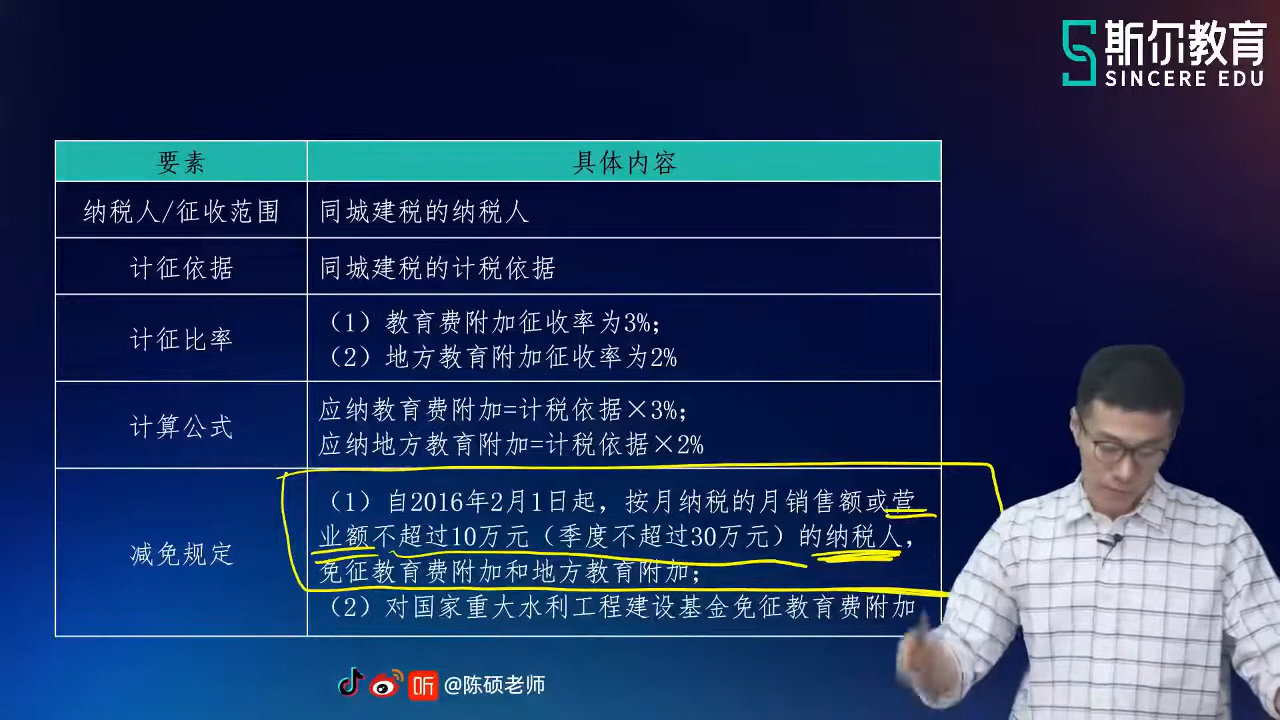 斯尔教育
SINCERE EDU
要素
具体内容
纳税人/征收范围
同城建税的纳税人
计征依据
同城建税的计税依据
计征比率
（1）教育费附加征收率为3%；
（2）地方教育附加征收率为2%
计算公式
应纳教育费附加=计税依据×3%；
应纳地方教育附加=计税依据×2%
减免规定
（1）自2016年2月1日起，按月纳税的月销售额或营
业额不超过10万元（季度不超过30万元）的纳税人，
免征教育费附加和地方教育附加；
（2）对国家重大水利工程建设基金免征教育费附加
听 @陈硕老师